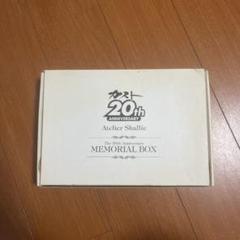 ガスト
20th
ANNIVERSARY
Atelier Shallie
The 20th Anniversary
MEMORIAL BOX